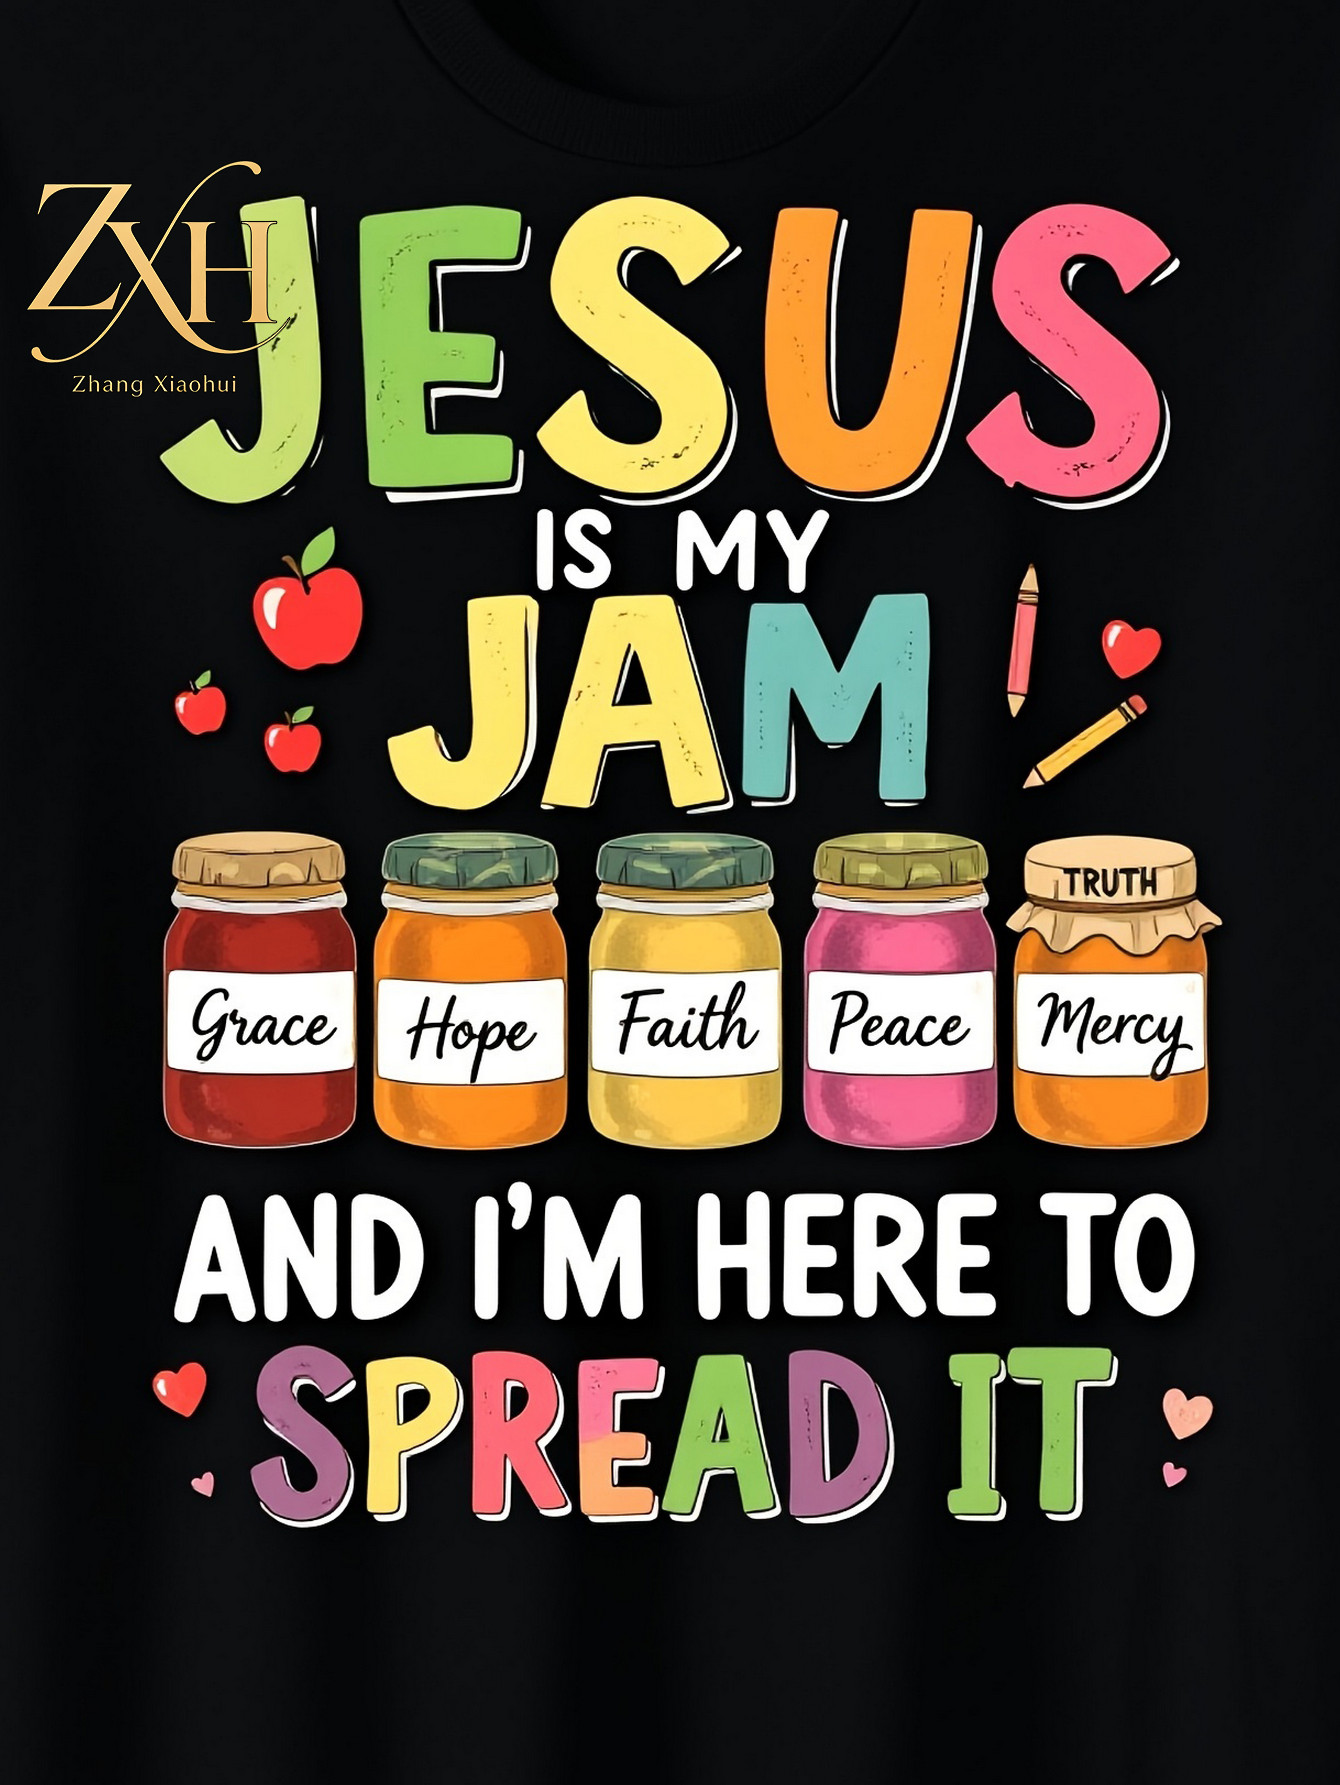 ZXH
Zhang Xiaohui
JESUS
IS MY
JAM
TRUTH
Grace Hope Faith Peace Mercy
AND I'M HERE TO
SPREAD IT